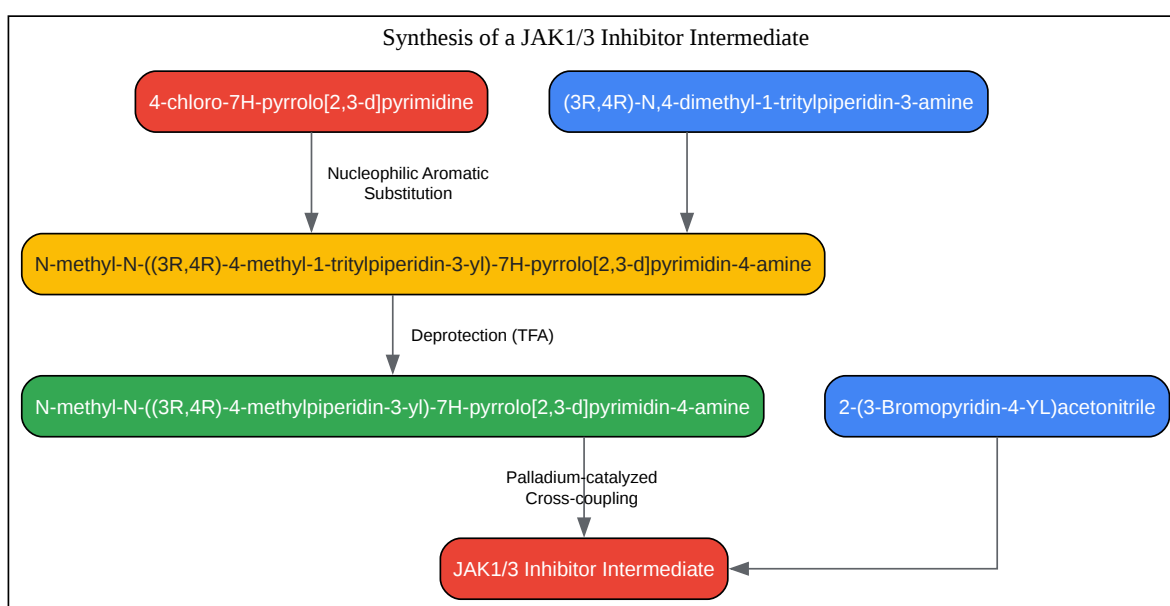 Synthesis of a JAK1/3 Inhibitor Intermediate
4-chloro-7H-pyrrolo[2,3-d]pyrimidine
(3R,4R)-N,4-dimethyl-1-tritylpiperidin-3-amine
Nucleophilic Aromatic
Substitution
N-methyl-N-((3R,4R)-4-methyl-1-tritylpiperidin-3-yl)-7H-pyrrolo[2,3-d]pyrimidin-4-amine
Deprotection (TFA)
N-methyl-N-((3R,4R)-4-methylpiperidin-3-yl)-7H-pyrrolo[2,3-d]pyrimidin-4-amine
2-(3-Bromopyridin-4-YL)acetonitrile
Palladium-catalyzed
Cross-coupling
JAK1/3 Inhibitor Intermediate